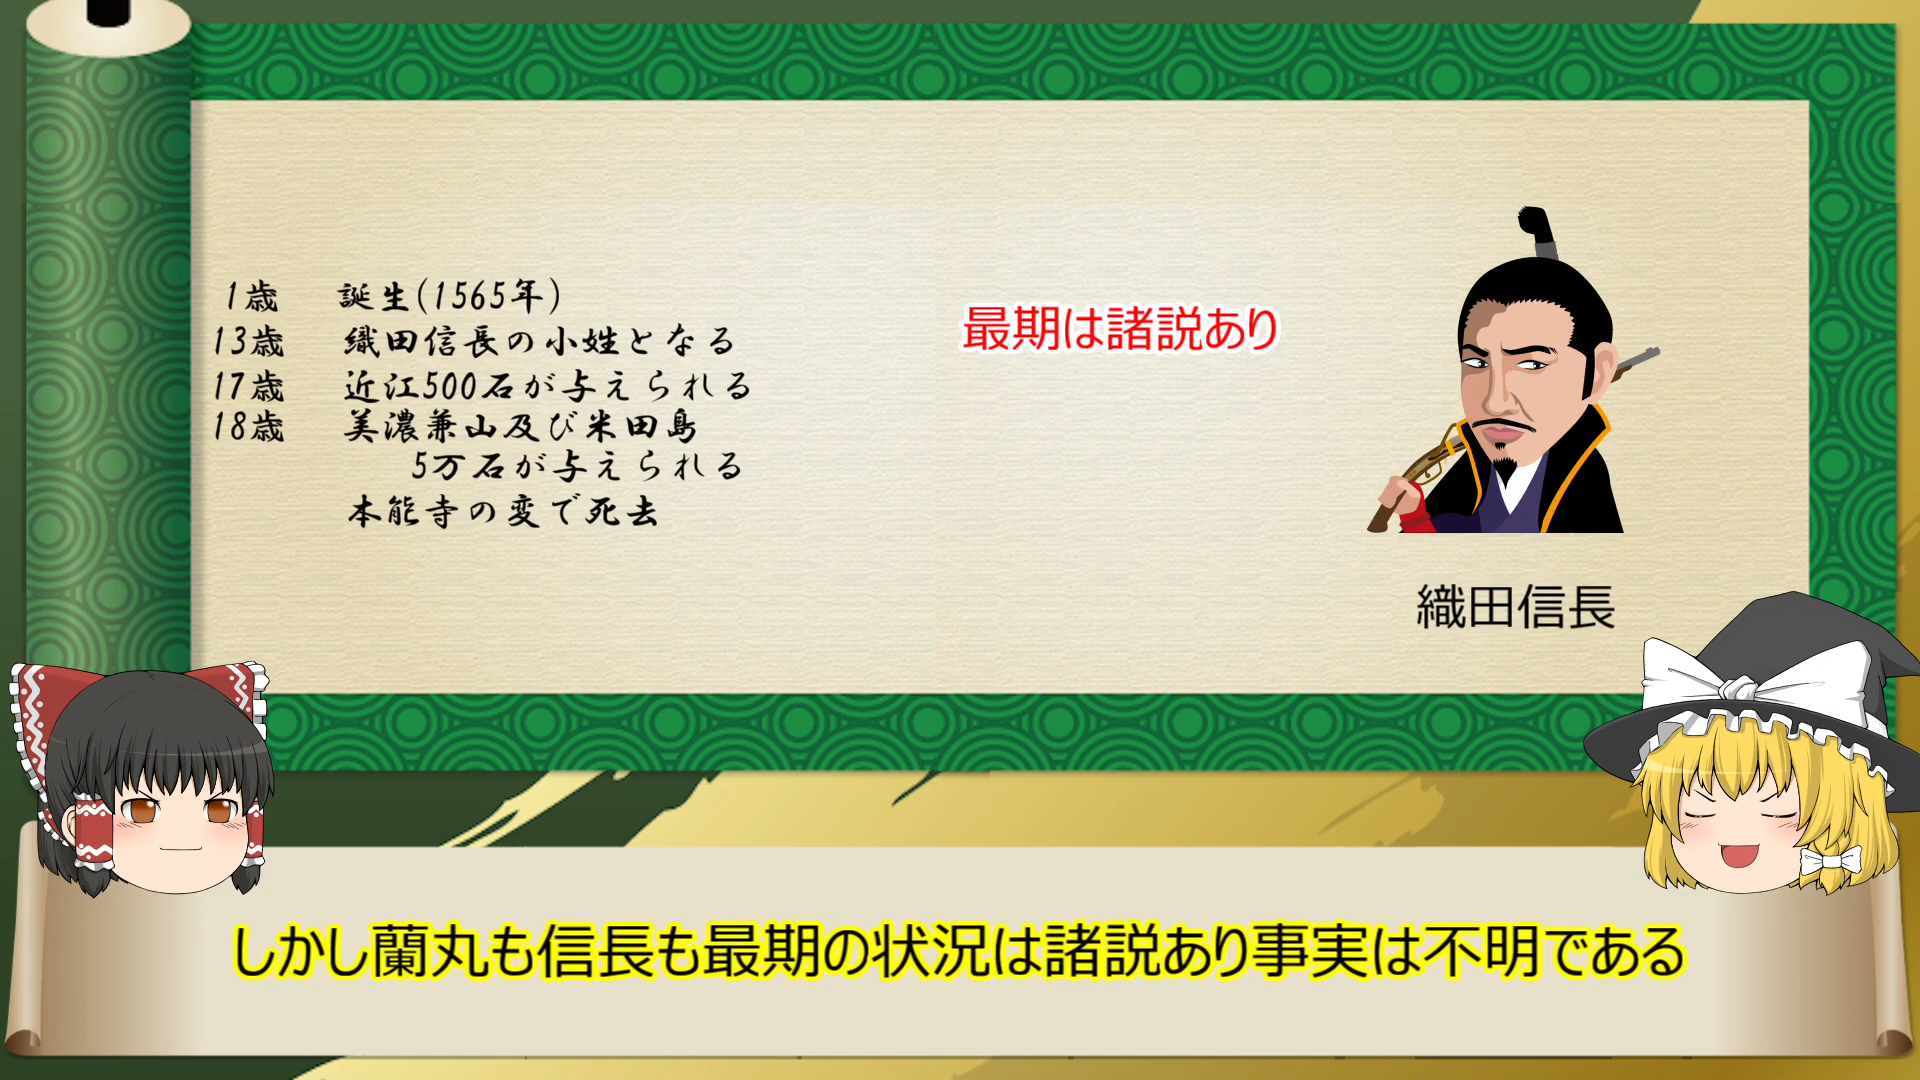 1歳 誕生(1565年)
13歳 織田信長の小姓となる
17歳 近江500石が与えられる
18歳 美濃兼山及び米田島
5万石が与えられる
本能寺の変で死去
最期は諸説あり
織田信長
しかし蘭丸も信長も最期の状況は諸説あり事実は不明である